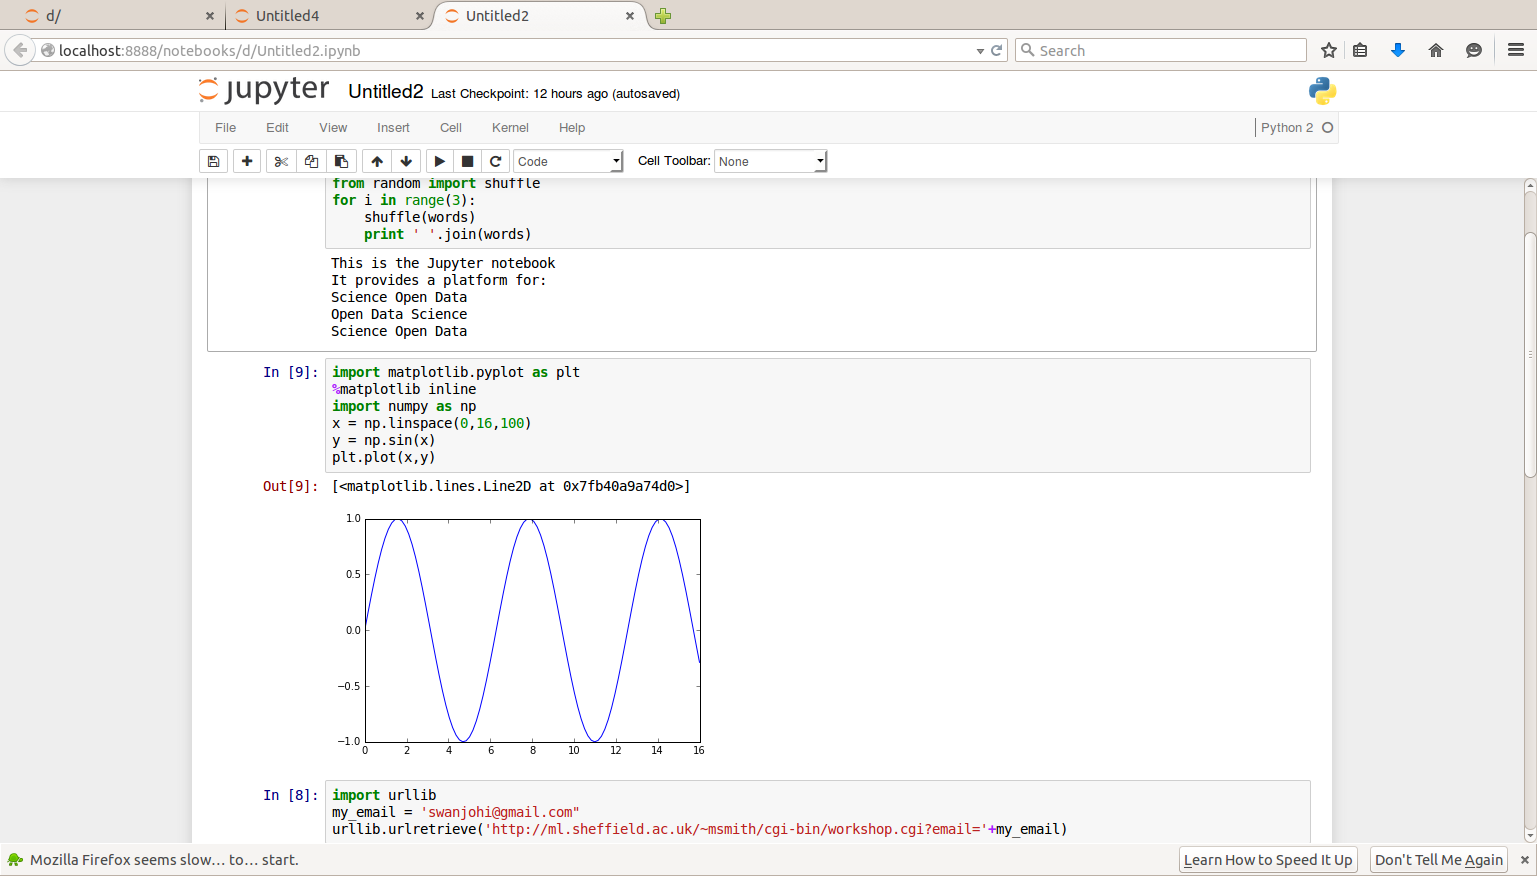 d/
Untitled4
Untitled2
localhost:8888/notebooks/d/Untitled2.ipynb
Search
jupyter Untitled2 Last Checkpoint: 12 hours ago (autosaved)
File Edit View Insert Cell Kernel Help
Python 2
Code
Cell Toolbar: None
from random import shuffle
for i in range(3):
    shuffle(words)
    print ' '.join(words)
This is the Jupyter notebook
It provides a platform for:
Science Open Data
Open Data Science
Science Open Data
In [9]: import matplotlib.pyplot as plt
%matplotlib inline
import numpy as np
x = np.linspace(0,16,100)
y = np.sin(x)
plt.plot(x,y)
Out[9]: [<matplotlib.lines.Line2D at 0x7fb40a9a74d0>]
1.0
0.5
0.0
−0.5
−1.0
0 2 4 6 8 10 12 14 16
In [8]: import urllib
my_email = 'swanjohi@gmail.com"
urllib.urlretrieve('http://ml.sheffield.ac.uk/~msmith/cgi-bin/workshop.cgi?email='+my_email)
Mozilla Firefox seems slow... to... start.
Learn How to Speed It Up
Don't Tell Me Again